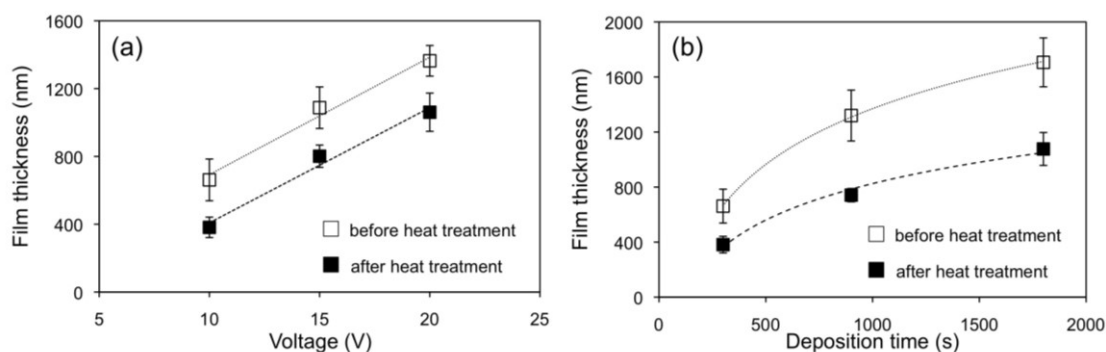 (a)
Film thickness (nm)
1600
1200
800
400
0
before heat treatment
after heat treatment
5
10
15
20
25
Voltage (V)
(b)
Film thickness (nm)
2000
1600
1200
800
400
0
before heat treatment
after heat treatment
0
500
1000
1500
2000
Deposition time (s)